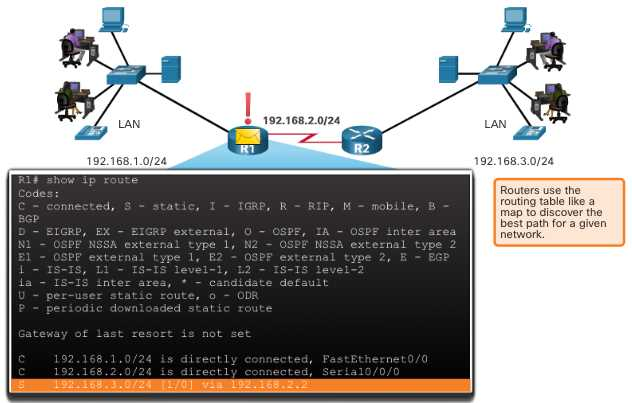 192.168.2.0/24
R1
R2
LAN
LAN
192.168.1.0/24
192.168.3.0/24
R1# show ip route
Codes:
C - connected, S - static, I - IGRP, R - RIP, M - mobile, B -
BGP
D - EIGRP, EX - EIGRP external, O - OSPF, IA - OSPF inter area
N1 - OSPF NSSA external type 1, N2 - OSPF NSSA external type 2
E1 - OSPF external type 1, E2 - OSPF external type 2, E - EGP
i - IS-IS, L1 - IS-IS level-1, L2 - IS-IS level-2
ia - IS-IS inter area, * - candidate default
U - per-user static route, o - ODR
P - periodic downloaded static route
Gateway of last resort is not set
C 192.168.1.0/24 is directly connected, FastEthernet0/0
C 192.168.2.0/24 is directly connected, Serial0/0/0
S 192.168.3.0/24 [1/0] via 192.168.2.2
Routers use the
routing table like a
map to discover the
best path for a given
network.